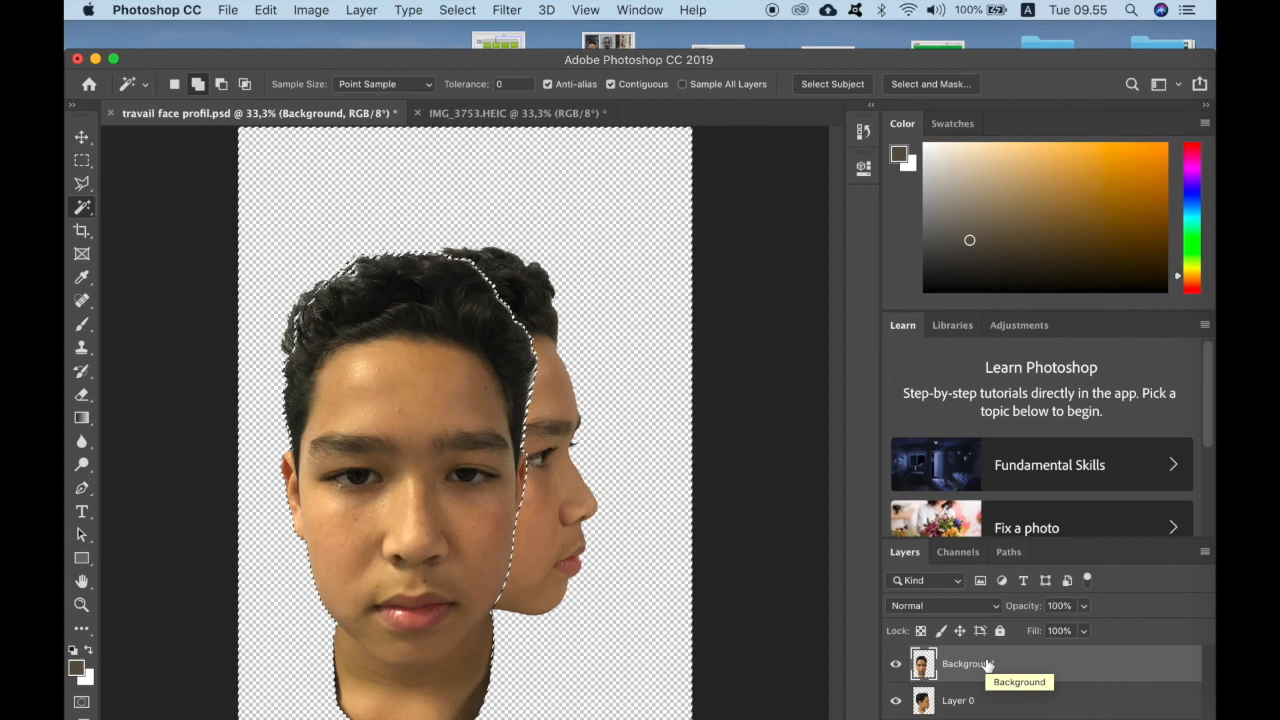 Photoshop CC File Edit Image Layer Type Select Filter 3D View Window Help 100% A Tue 09.55
Adobe Photoshop CC 2019
Sample Size: Point Sample Tolerance: 0 Anti-alias Contiguous Sample All Layers Select Subject Select and Mask...
travail face profil.psd @ 33,3% (Background, RGB/8*) * IMG_3753.HEIC @ 33,3% (RGB/8*) *
Color Swatches
Learn Libraries Adjustments
Learn Photoshop
Step-by-step tutorials directly in the app. Pick a
topic below to begin.
Fundamental Skills
Fix a photo
Layers Channels Paths
Kind
Normal Opacity: 100%
Lock: Fill: 100%
Background
Background
Layer 0